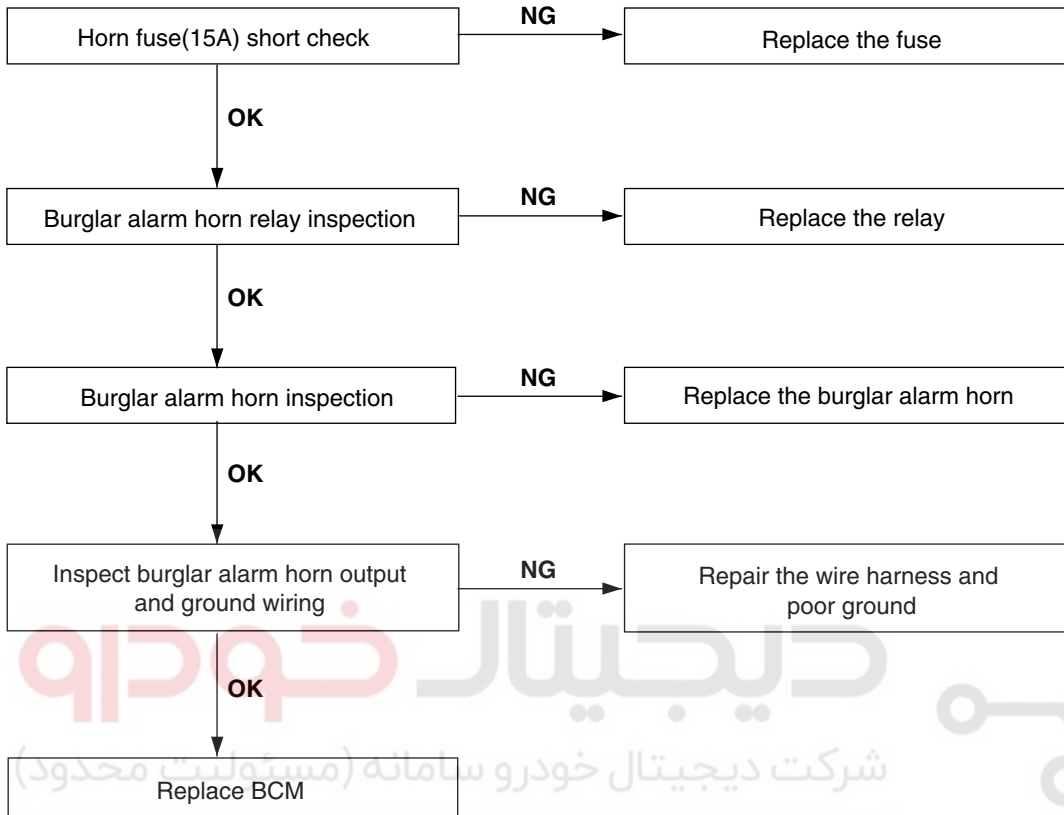 Horn fuse(15A) short check
NG
Replace the fuse
OK
Burglar alarm horn relay inspection
NG
Replace the relay
OK
Burglar alarm horn inspection
NG
Replace the burglar alarm horn
OK
Inspect burglar alarm horn output
and ground wiring
NG
Repair the wire harness and
poor ground
دیجیتال خودرو
OK
شرکت دیجیتال خودرو سامانه (مسئولیت محدود)
Replace BCM